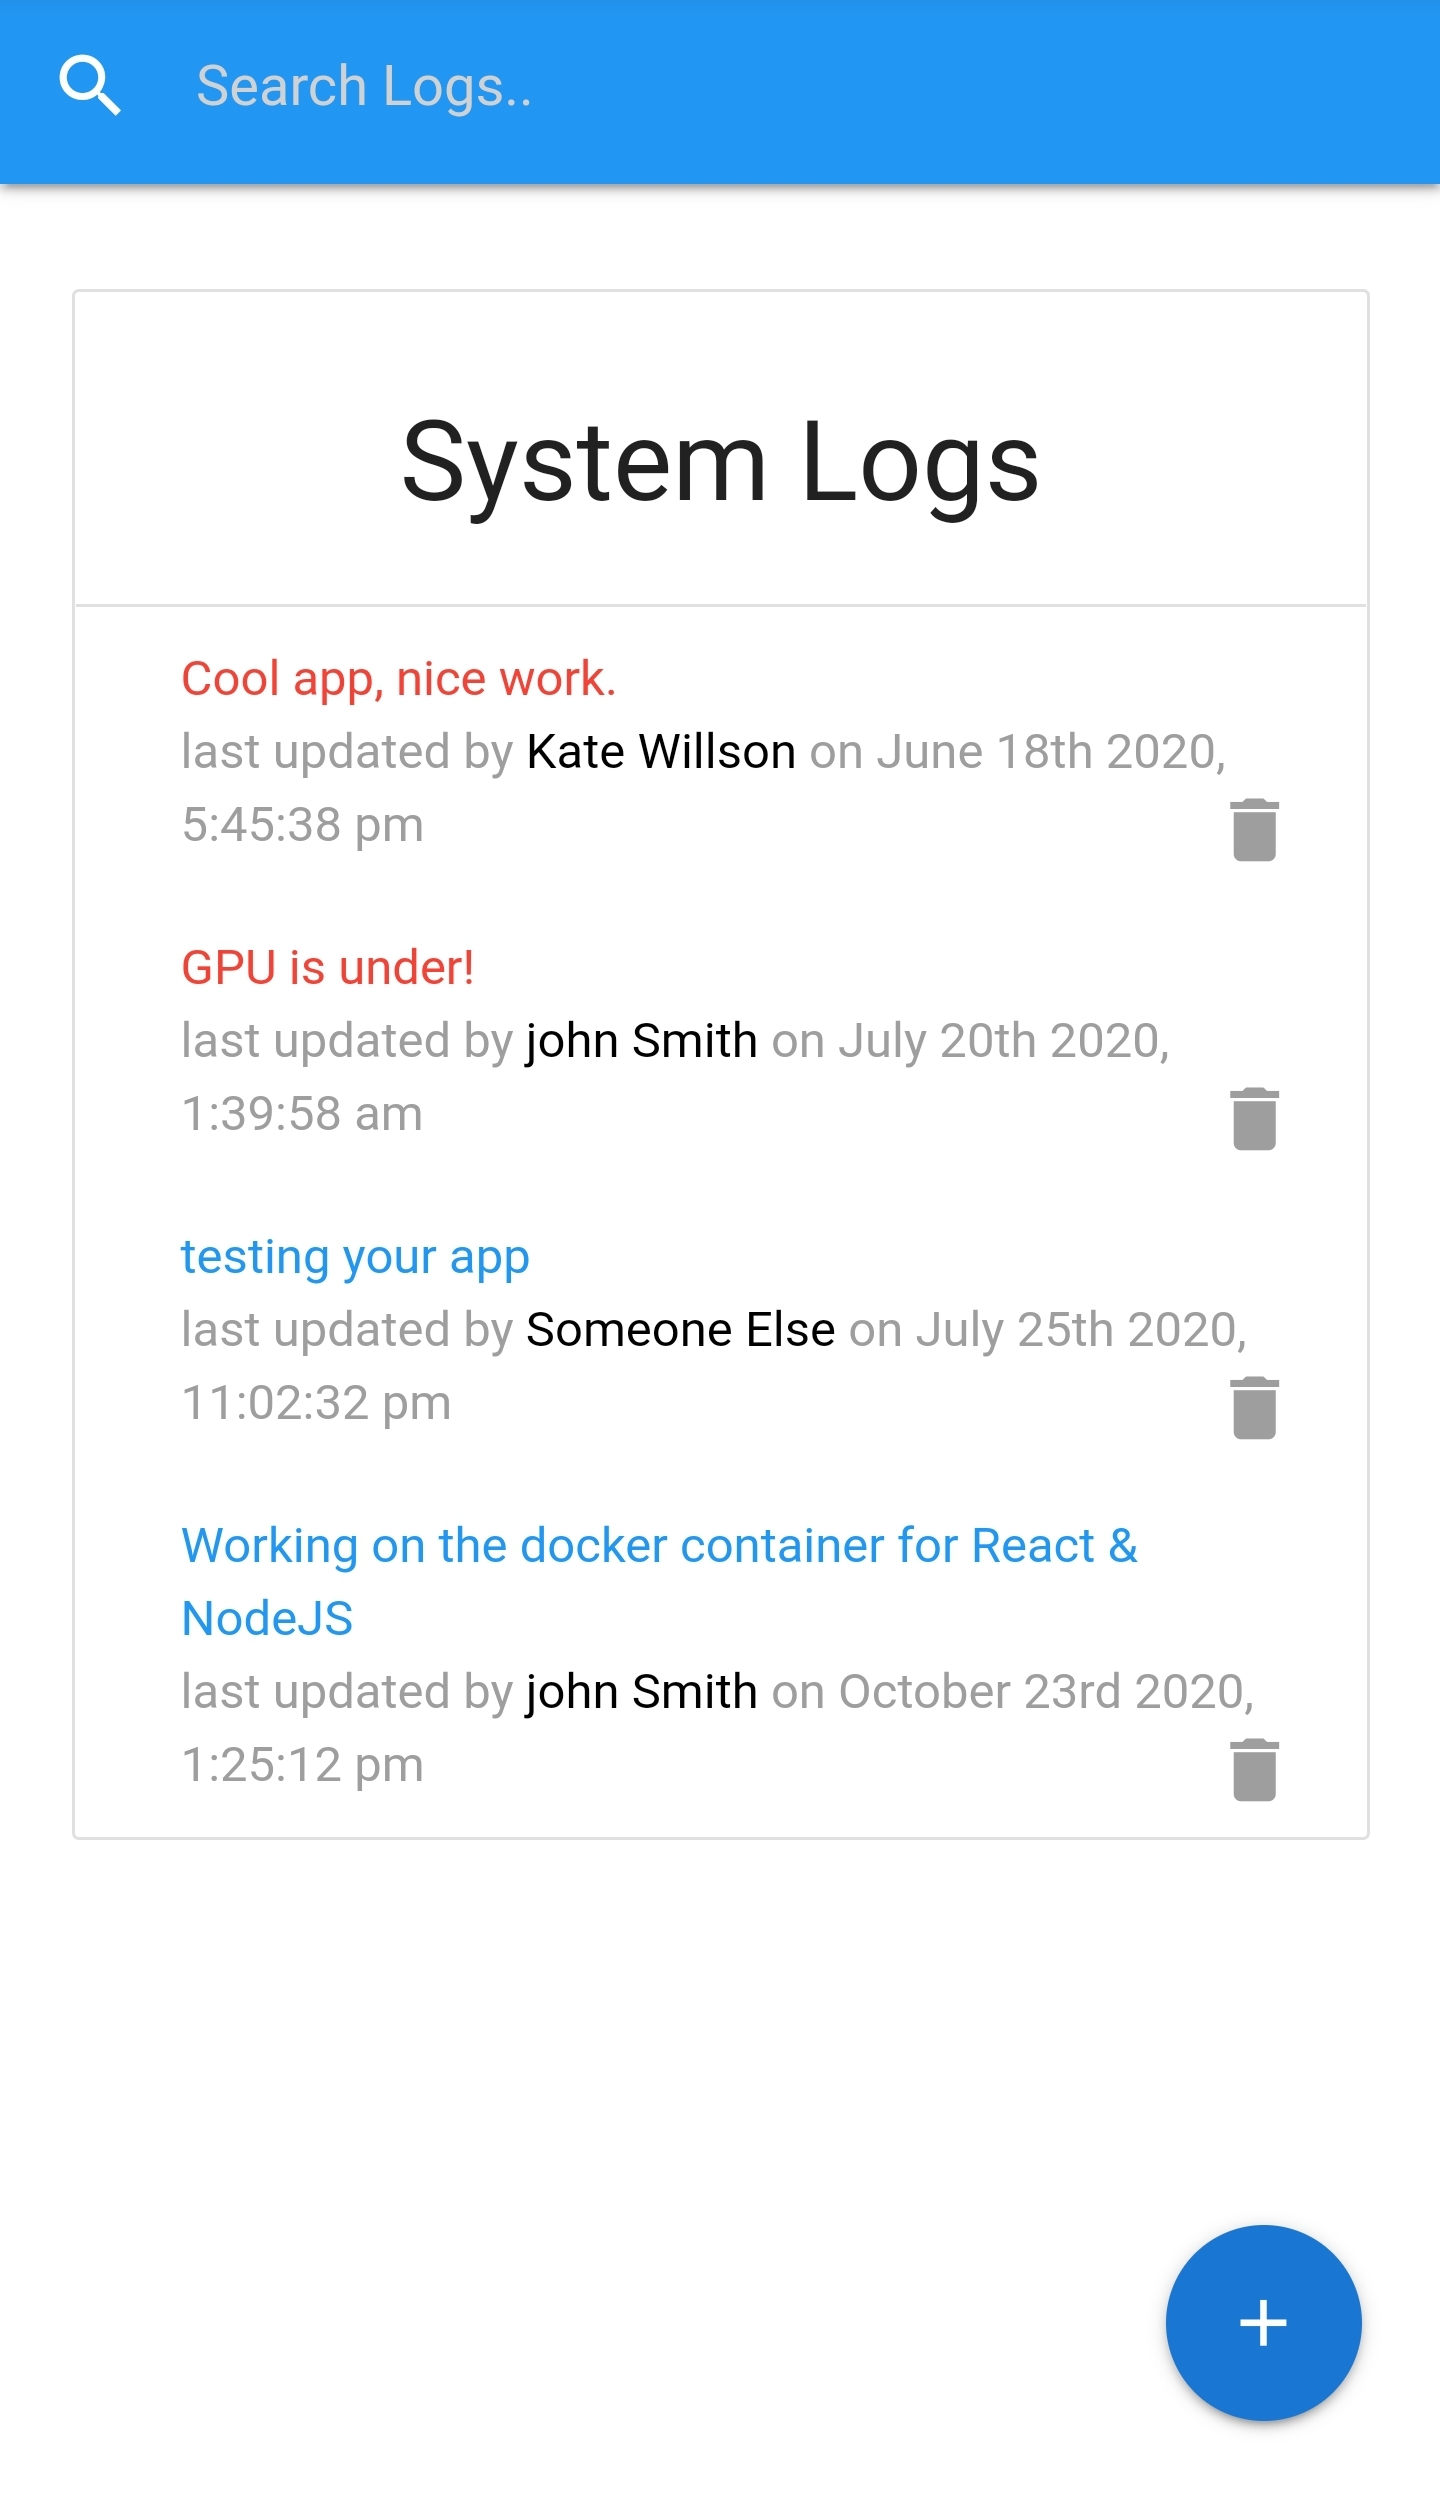 Search Logs..
System Logs
Cool app, nice work.
last updated by Kate Willson on June 18th 2020,
5:45:38 pm
GPU is under!
last updated by john Smith on July 20th 2020,
1:39:58 am
testing your app
last updated by Someone Else on July 25th 2020,
11:02:32 pm
Working on the docker container for React &
NodeJS
last updated by john Smith on October 23rd 2020,
1:25:12 pm